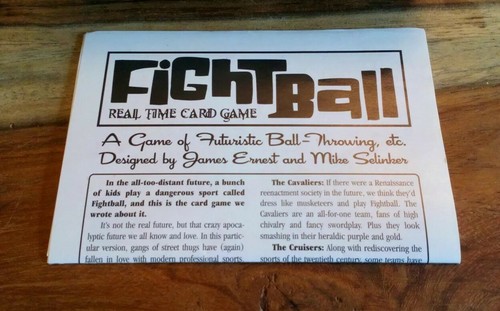 FiGHTBall
REAL TIME CARD GAME
A Game of Futuristic Ball-Throwing, etc.
Designed by James Ernest and Mike Selinker
In the all-too-distant future, a bunch
of kids play a dangerous sport called
Fightball, and this is the card game we
wrote about it.
It's not the real future, but that crazy apoca-
lyptic future we all know and love. In this partic-
ular version, gangs of street thugs have (again)
fallen in love with modern professional sports.
The Cavaliers: If there were a Renaissance
reenactment society in the future, we think they'd
dress like musketeers and play Fightball. The
Cavaliers are an all-for-one team, fans of high
chivalry and fancy swordplay. Plus they look
smashing in their heraldic purple and gold.
The Cruisers: Along with rediscovering the
sports of the twentieth century, some teams have